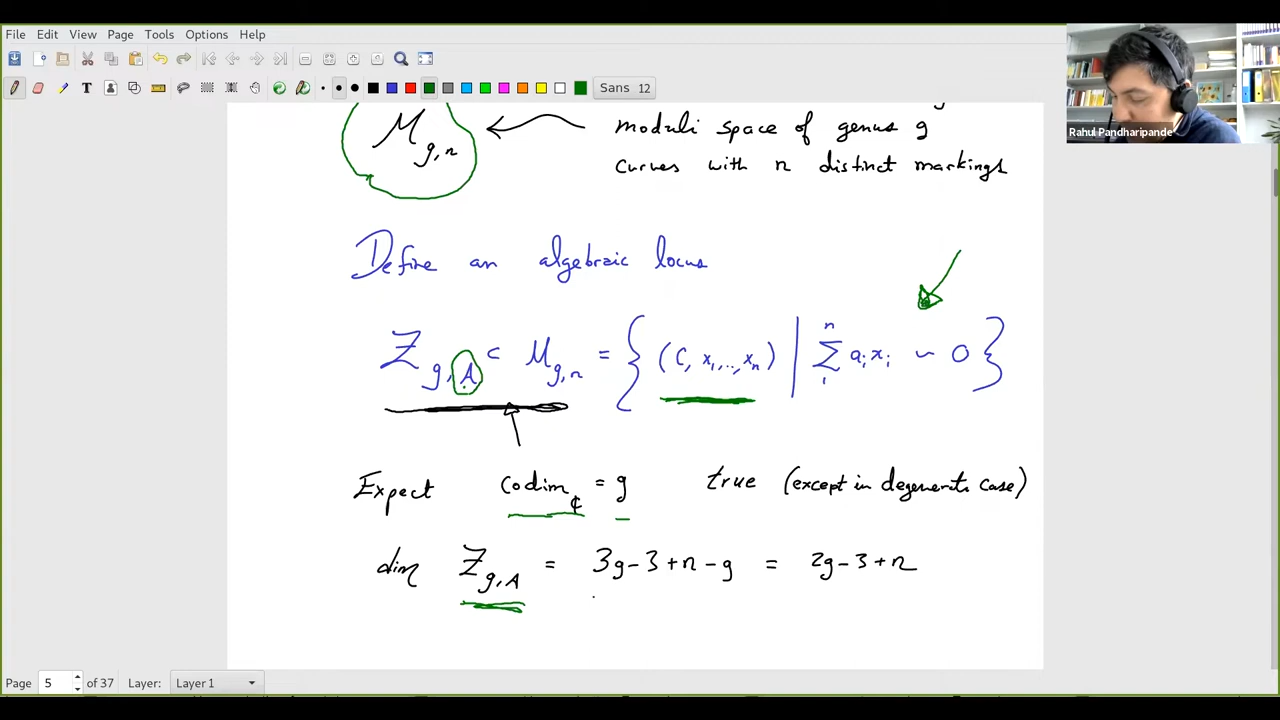 File Edit View Page Tools Options Help
Sans 12
Rahul Pandharipande
M_{g,n} moduli space of genus g
curves with n distinct markings
Define an algebraic locus
Z_{g,A} ⊂ M_{g,n} = { (C, x_1,..,x_n) | \sum_1^n a_i x_i ~ 0 }
Expect codim_ℂ = g true (except in degenerate case)
dim Z_{g,A} = 3g-3+n-g = 2g-3+n
Page 5 of 37 Layer: Layer 1